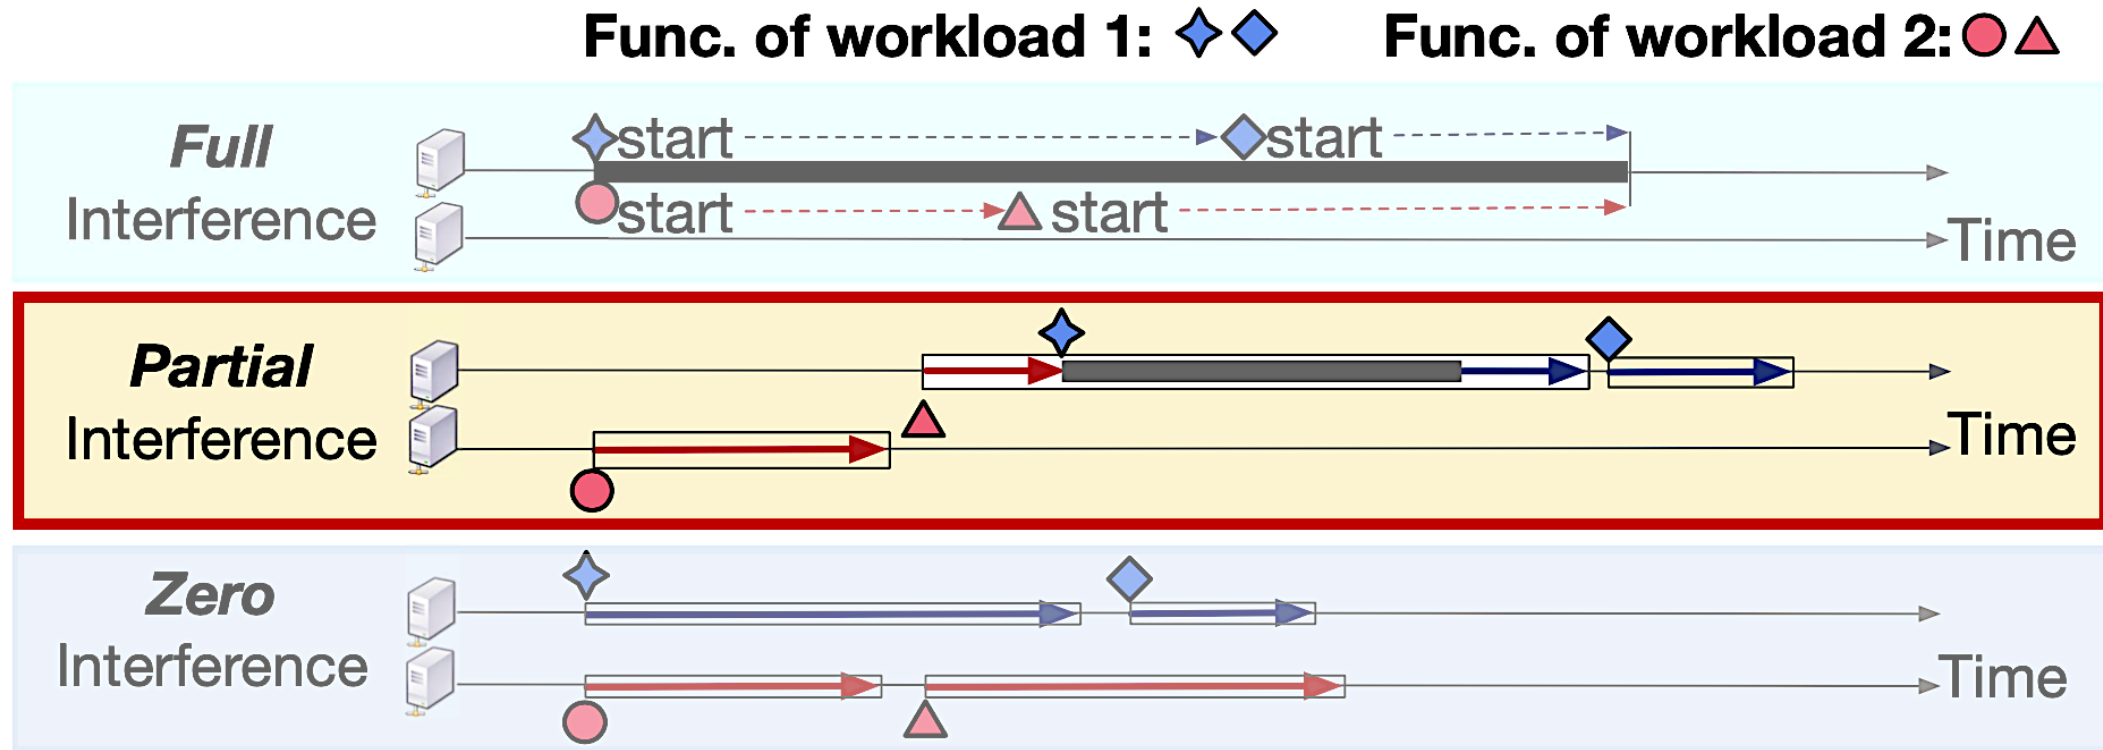 Func. of workload 1: Func. of workload 2:
Full
Interference
start start
start start
Time
Partial
Interference
Time
Zero
Interference
Time